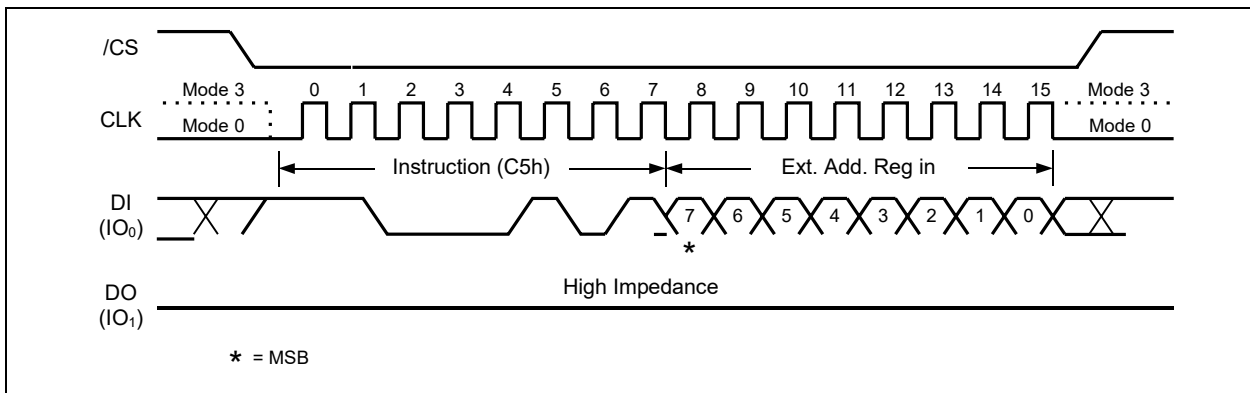 /CS
Mode 3 0 1 2 3 4 5 6 7 8 9 10 11 12 13 14 15 Mode 3
CLK
Mode 0 Mode 0
Instruction (C5h) Ext. Add. Reg in
DI
(IO₀)
7 6 5 4 3 2 1 0
*
High Impedance
DO
(IO₁)
* = MSB